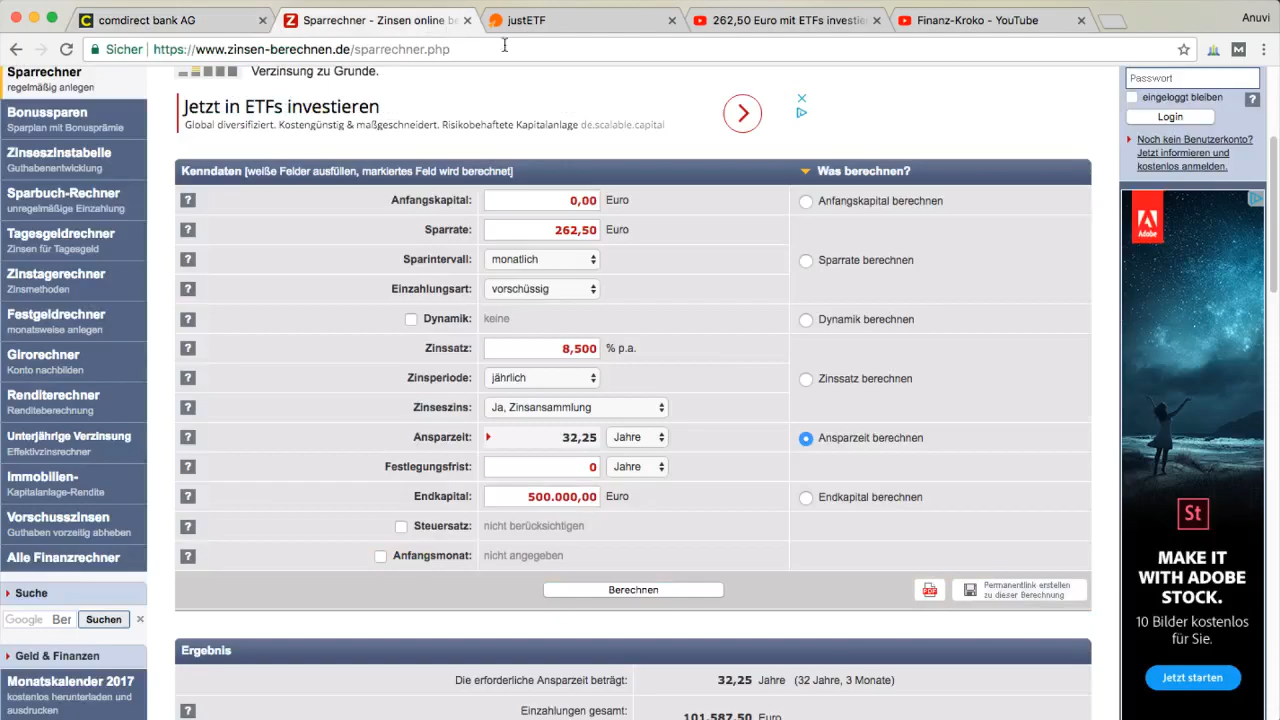 comdirect bank AG
Sparrechner - Zinsen online be
justETF
262,50 Euro mit ETFs investie
Finanz-Kroko - YouTube
Anuvi
Sicher
https://www.zinsen-berechnen.de/sparrechner.php
Sparrechner
regelmäßig anlegen
Bonussparen
Sparplan mit Bonusprämie
Zinseszinstabelle
Guthabenentwicklung
Sparbuch-Rechner
unregelmäßige Einzahlung
Tagesgeldrechner
Zinsen für Tagesgeld
Zinstagerechner
Zinsmethoden
Festgeldrechner
monatsweise anlegen
Girorechner
Konto nachbilden
Renditerechner
Renditeberechnung
Unterjährige Verzinsung
Effektivzinsrechner
Immobilien-
Kapitalanlage-Rendite
Vorschusszinsen
Guthaben vorzeitig abheben
Alle Finanzrechner
Suche
Google Ber Suchen
Geld & Finanzen
Monatskalender 2017
kostenlos herunterladen und
ausdrucken
Verzinsung zu Grunde.
Jetzt in ETFs investieren
Global diversifiziert. Kostengünstig & maßgeschneidert. Risikobehaftete Kapitalanlage de.scalable.capital
Kenndaten [weiße Felder ausfüllen, markiertes Feld wird berechnet]
Was berechnen?
? Anfangskapital: 0,00 Euro
Anfangskapital berechnen
? Sparrate: 262,50 Euro
? Sparintervall: monatlich
Sparrate berechnen
? Einzahlungsart: vorschüssig
? Dynamik: keine
Dynamik berechnen
? Zinssatz: 8,500 % p.a.
? Zinsperiode: jährlich
Zinssatz berechnen
? Zinseszins: Ja, Zinsansammlung
? Ansparzeit: 32,25 Jahre
Ansparzeit berechnen
? Festlegungsfrist: 0 Jahre
? Endkapital: 500.000,00 Euro
Endkapital berechnen
? Steuersatz: nicht berücksichtigen
? Anfangsmonat: nicht angegeben
Berechnen
PDF
Permanentlink erstellen
zu dieser Berechnung
Ergebnis
Die erforderliche Ansparzeit beträgt: 32,25 Jahre (32 Jahre, 3 Monate)
? Einzahlungen gesamt: 101.587,50 Euro
Passwort
eingeloggt bleiben
?
Login
Noch kein Benutzerkonto?
Jetzt informieren und
kostenlos anmelden.
Adobe
St
MAKE IT
WITH ADOBE
STOCK.
10 Bilder kostenlos
für Sie.
Jetzt starten